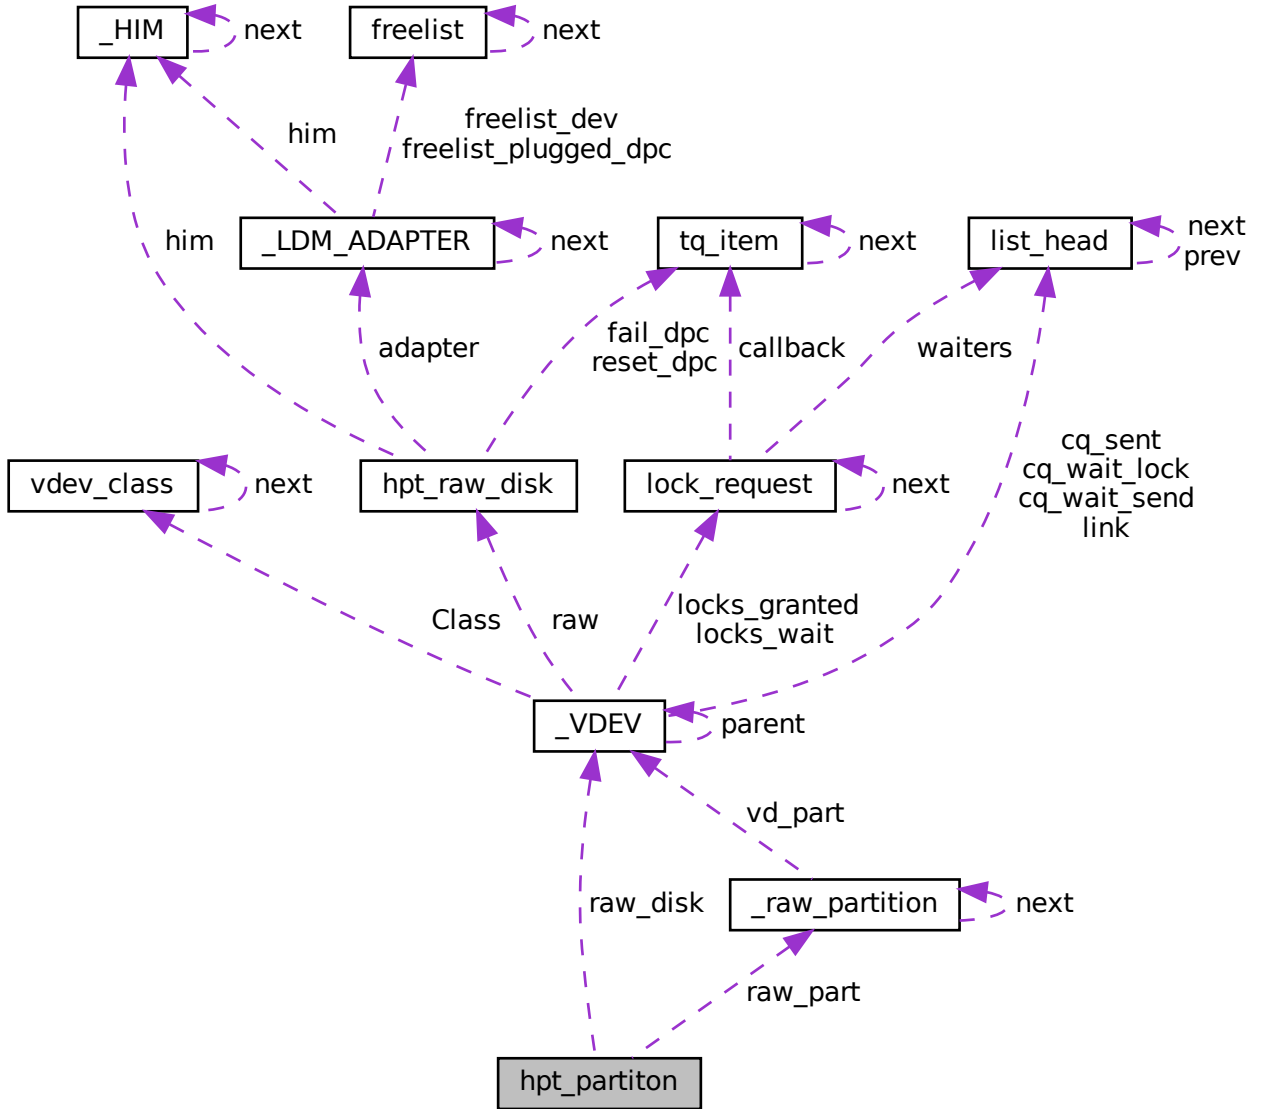 _HIM
next
freelist
next
him
freelist_dev
freelist_plugged_dpc
him
_LDM_ADAPTER
next
tq_item
next
list_head
next
prev
adapter
fail_dpc
reset_dpc
callback
waiters
vdev_class
next
hpt_raw_disk
lock_request
next
cq_sent
cq_wait_lock
cq_wait_send
link
Class
raw
locks_granted
locks_wait
_VDEV
parent
vd_part
raw_disk
_raw_partition
next
raw_part
hpt_partiton